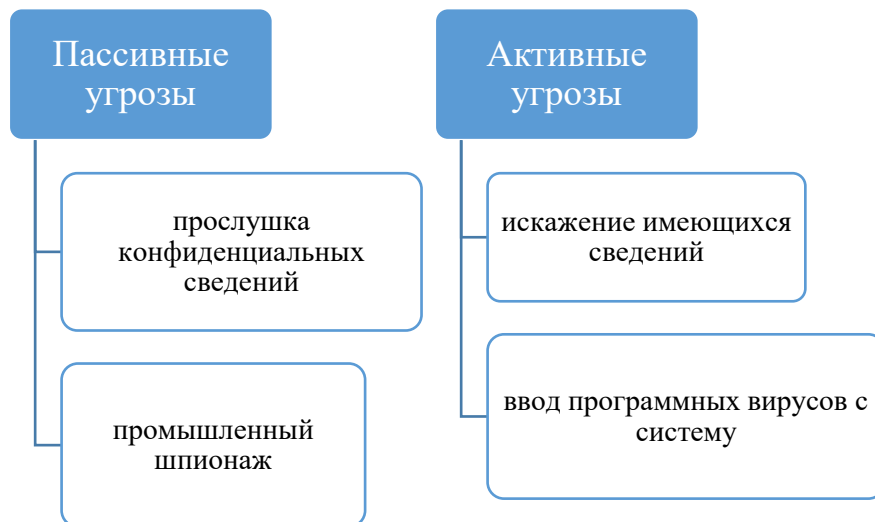 Пассивные
угрозы
прослушка
конфиденциальных
сведений
промышленный
шпионаж
Активные
угрозы
искажение имеющихся
сведений
ввод программных вирусов с
систему